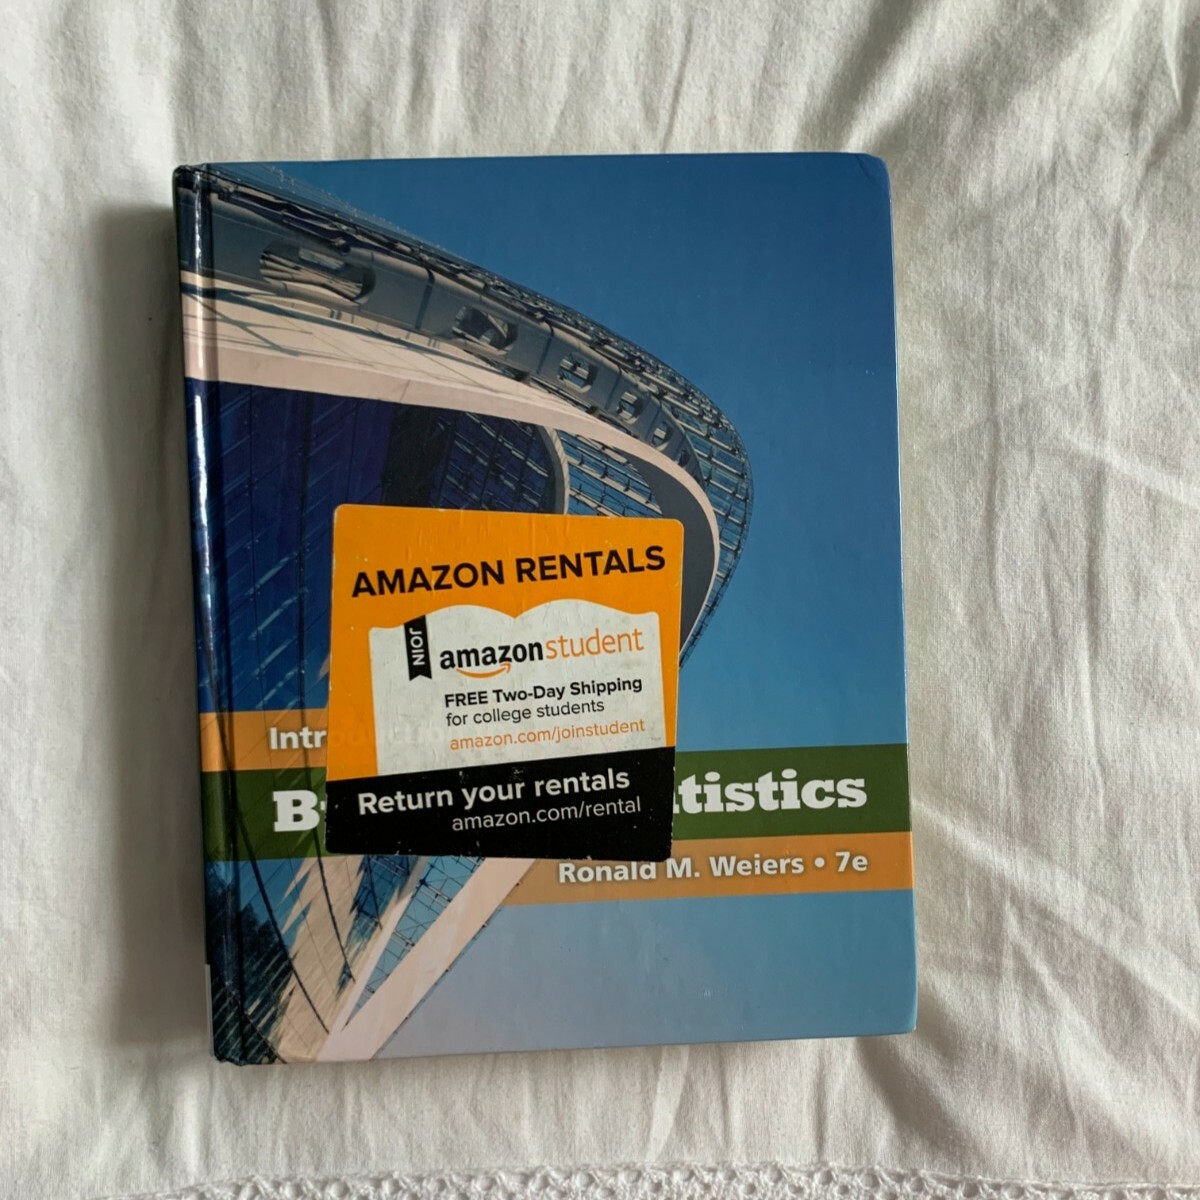 AMAZON RENTALS
JOIN
amazonstudent
FREE Two-Day Shipping
for college students
amazon.com/joinstudent
Return your rentals
amazon.com/rental
Intr
B tistics
Ronald M. Weiers • 7e